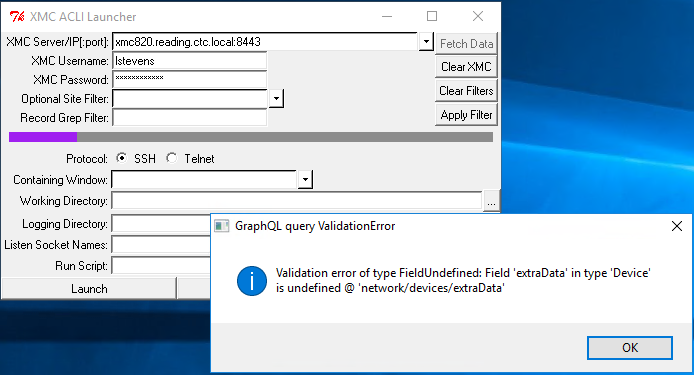 XMC ACLI Launcher
XMC Server/IP[:port]: xmc820.reading.ctc.local:8443 Fetch Data
XMC Username: lstevens Clear XMC
XMC Password: ***********
Optional Site Filter: Clear Filters
Record Grep Filter: Apply Filter
Protocol: SSH Telnet
Containing Window:
Working Directory: ...
Logging Directory:
Listen Socket Names:
Run Script:
Launch
GraphQL query ValidationError
Validation error of type FieldUndefined: Field 'extraData' in type 'Device'
is undefined @ 'network/devices/extraData'
OK